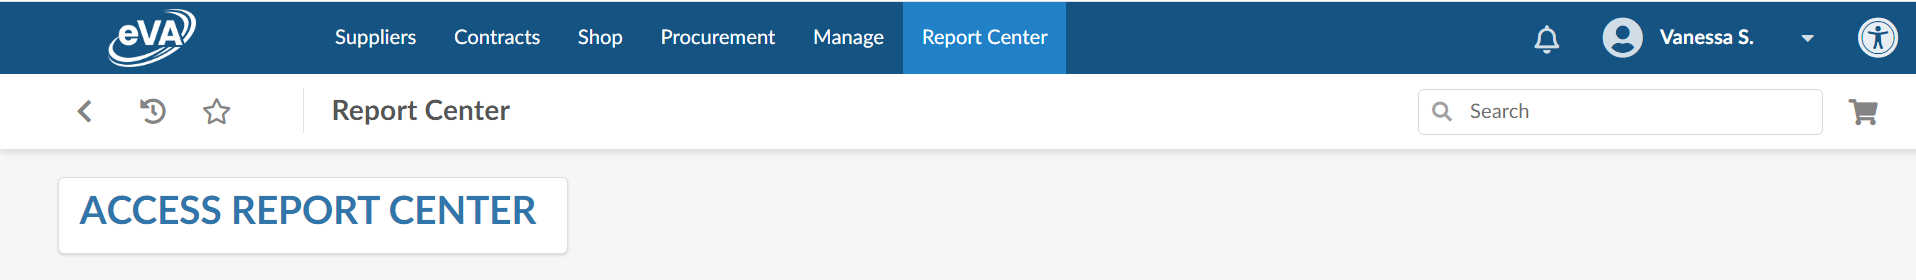 eVA
Suppliers Contracts Shop Procurement Manage Report Center Vanessa S.
Report Center Search
ACCESS REPORT CENTER